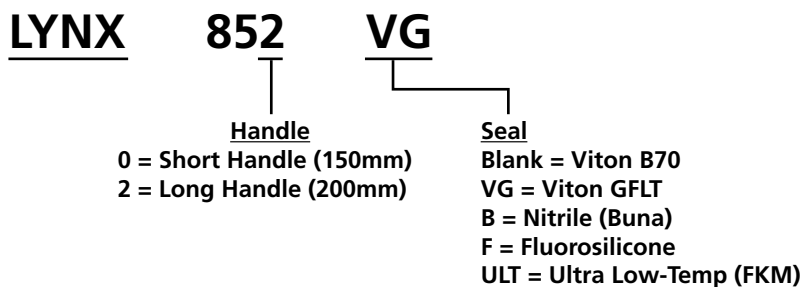 LYNX 852 VG
Handle
0 = Short Handle (150mm)
2 = Long Handle (200mm)
Seal
Blank = Viton B70
VG = Viton GFLT
B = Nitrile (Buna)
F = Fluorosilicone
ULT = Ultra Low-Temp (FKM)